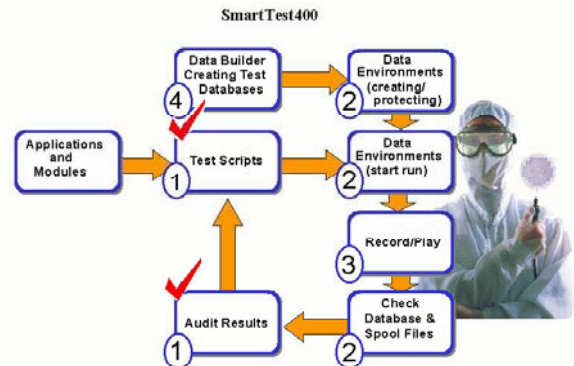 SmartTest400
Data Builder
Creating Test
Databases
4
Data
Environments
(creating/
protecting)
2
Applications
and
Modules
Test Scripts
1
Data
Environments
(start run)
2
Record/Play
3
Audit Results
1
Check
Database &
Spool Files
2